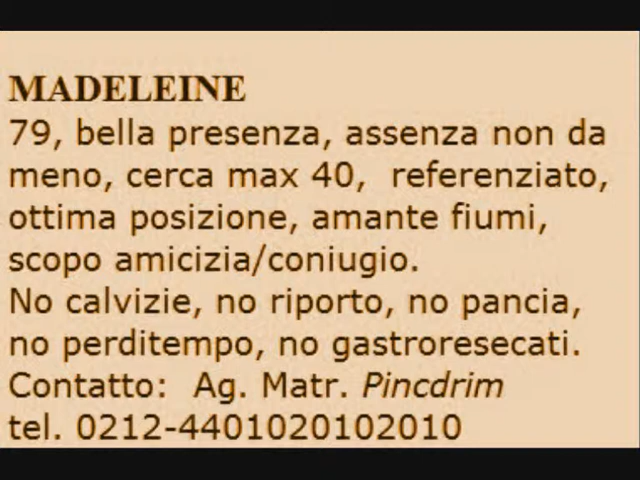 MADELEINE
79, bella presenza, assenza non da
meno, cerca max 40, referenziato,
ottima posizione, amante fiumi,
scopo amicizia/coniugio.
No calvizie, no riporto, no pancia,
no perditempo, no gastroresecati.
Contatto: Ag. Matr. Pincdrim
tel. 0212-4401020102010